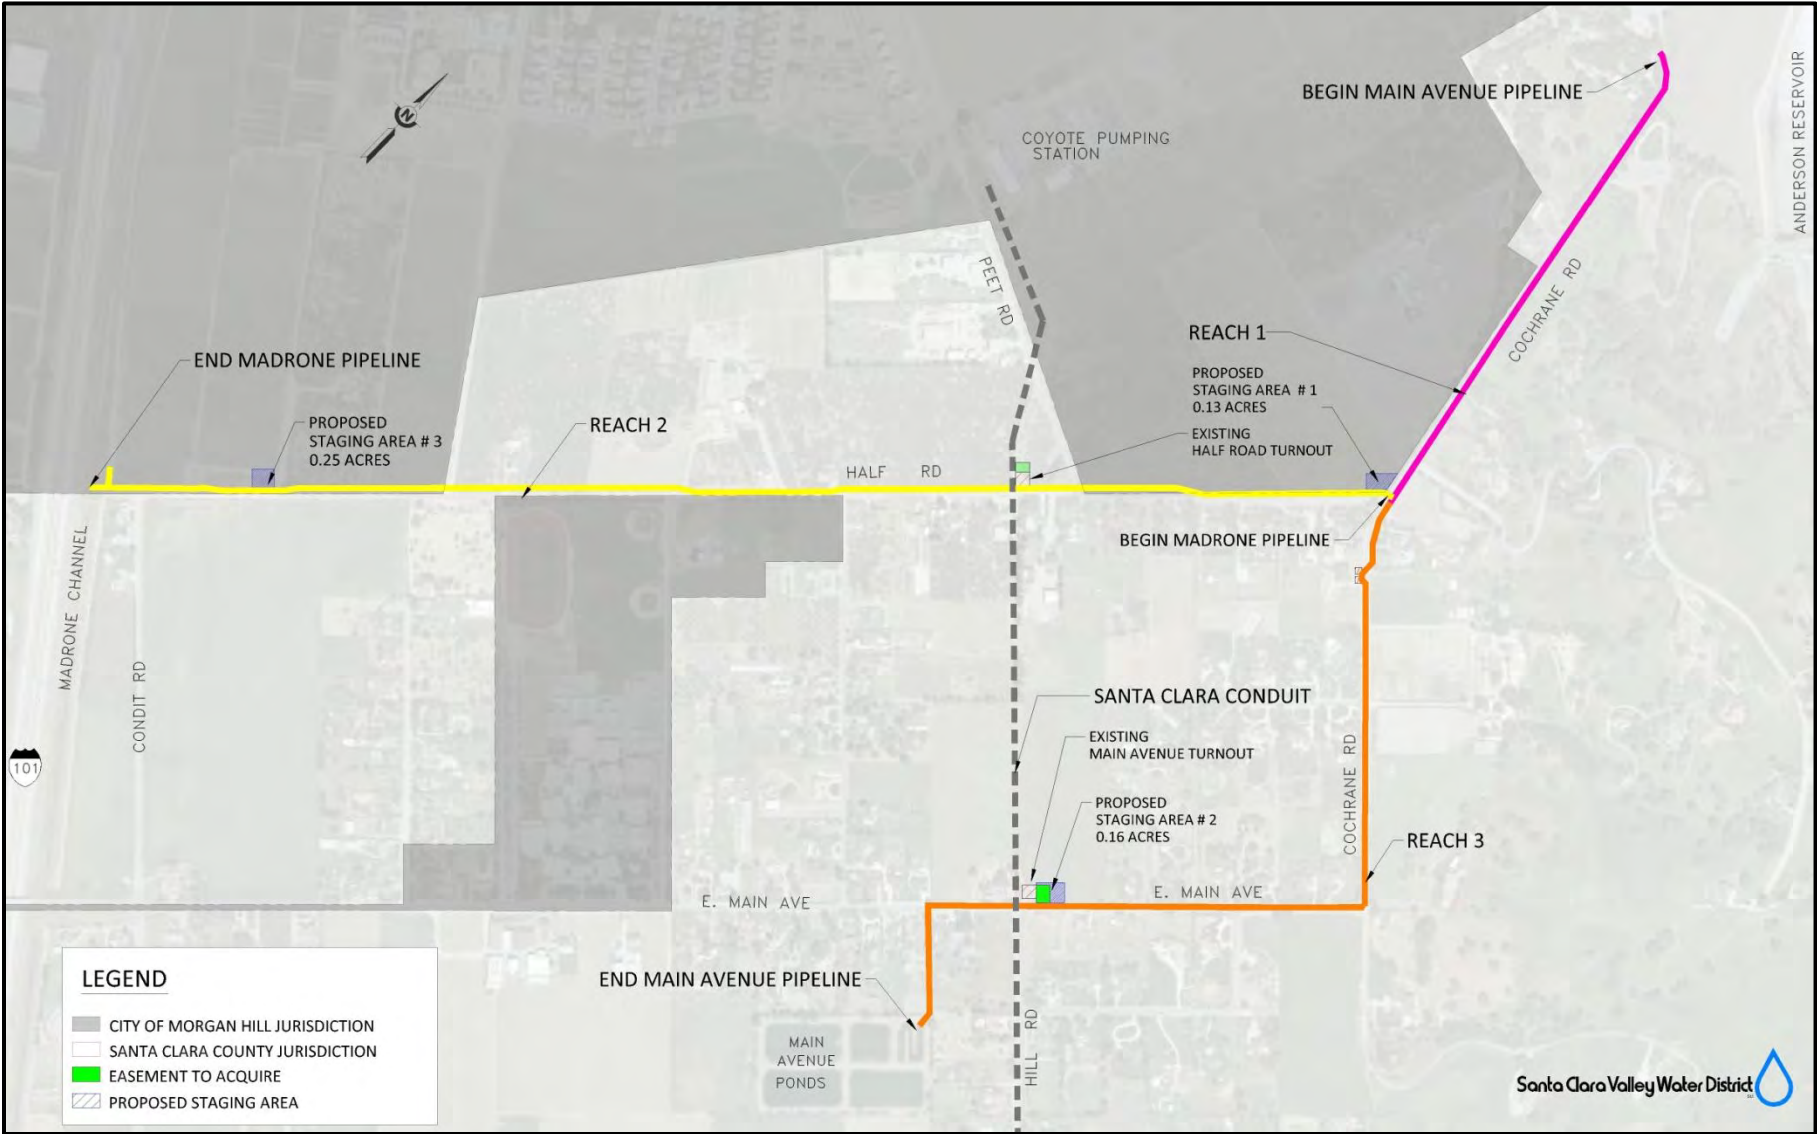 BEGIN MAIN AVENUE PIPELINE
ANDERSON RESERVOIR
N
COYOTE PUMPING
STATION
PEET RD
COCHRANE RD
REACH 1
END MADRONE PIPELINE
PROPOSED
STAGING AREA # 1
0.13 ACRES
PROPOSED
STAGING AREA # 3
0.25 ACRES
REACH 2
EXISTING
HALF ROAD TURNOUT
HALF RD
BEGIN MADRONE PIPELINE
MADRONE CHANNEL
CONDIT RD
101
SANTA CLARA CONDUIT
EXISTING
MAIN AVENUE TURNOUT
PROPOSED
STAGING AREA # 2
0.16 ACRES
COCHRANE RD
REACH 3
E. MAIN AVE
E. MAIN AVE
END MAIN AVENUE PIPELINE
HILL RD
MAIN
AVENUE
PONDS
LEGEND
CITY OF MORGAN HILL JURISDICTION
SANTA CLARA COUNTY JURISDICTION
EASEMENT TO ACQUIRE
PROPOSED STAGING AREA
Santa Clara Valley Water District